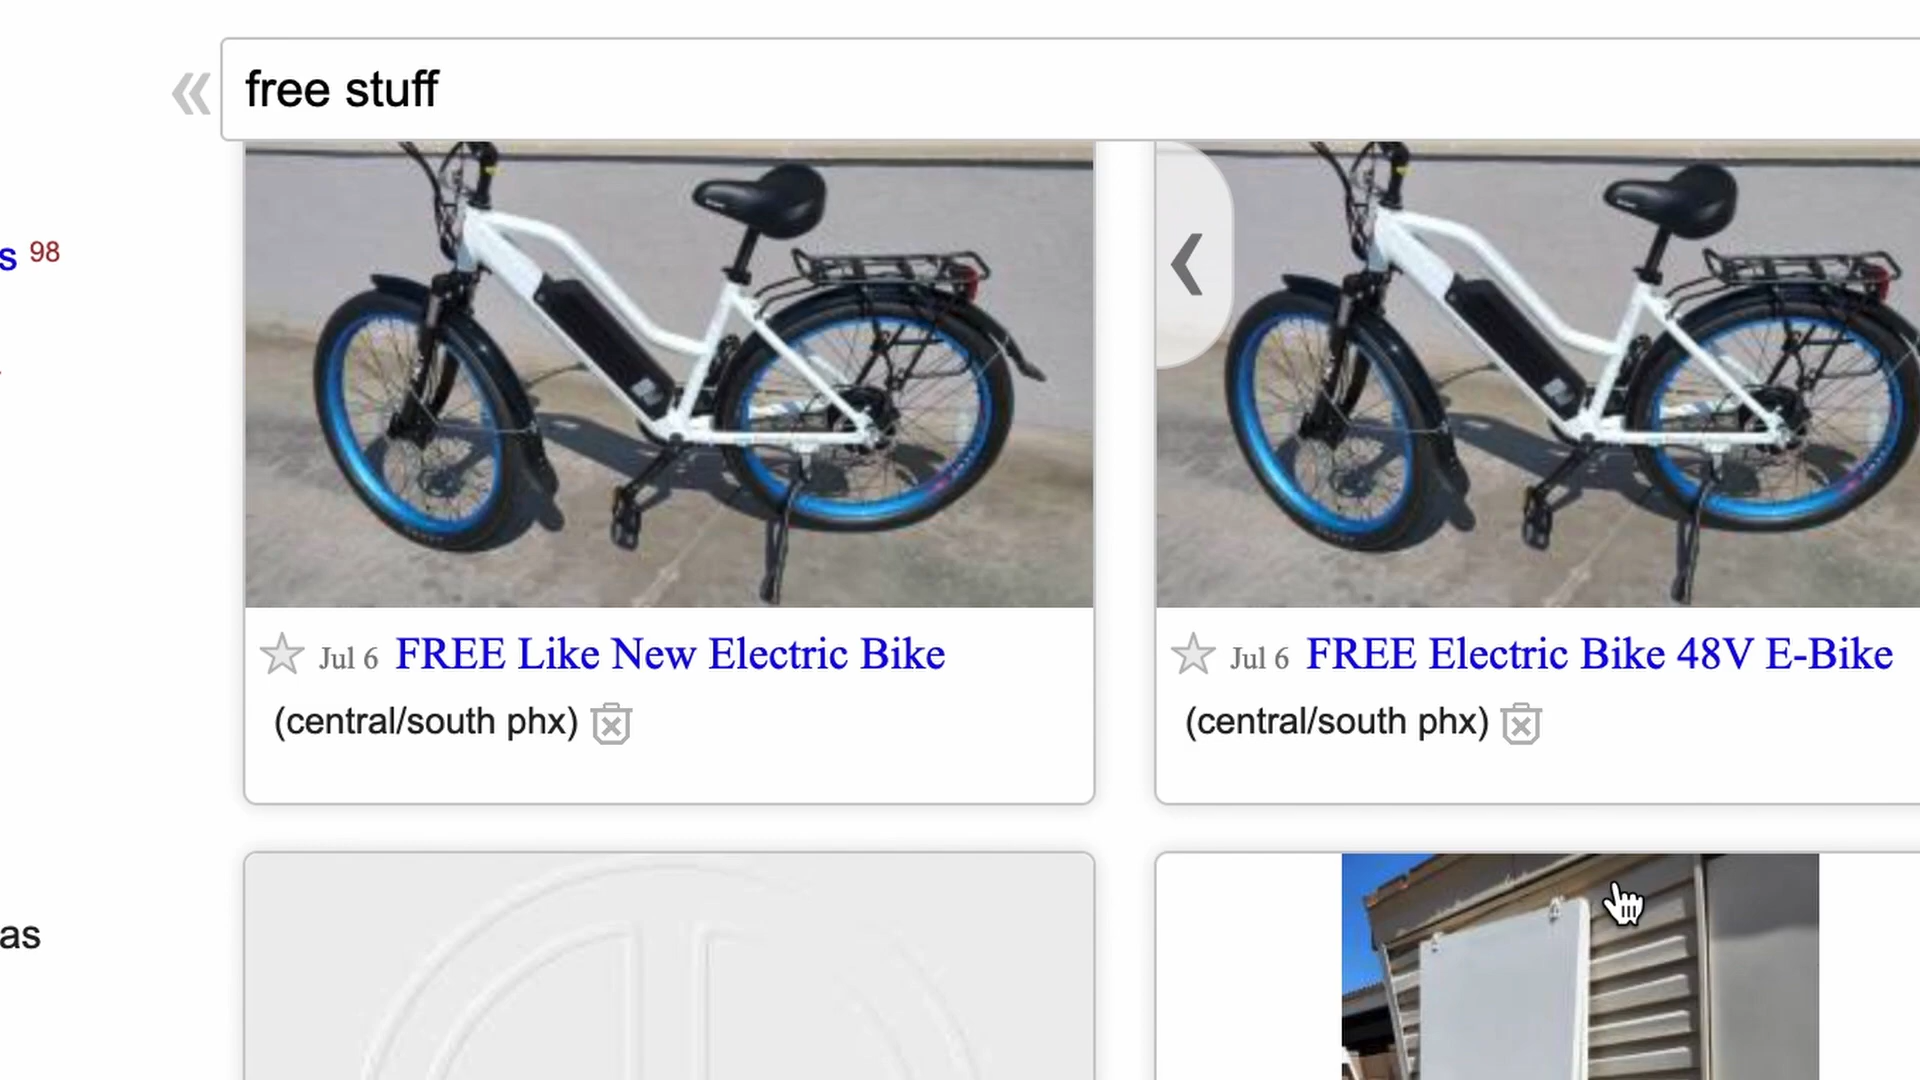 free stuff
s 98
Jul 6 FREE Like New Electric Bike
(central/south phx)
Jul 6 FREE Electric Bike 48V E-Bike
(central/south phx)
as